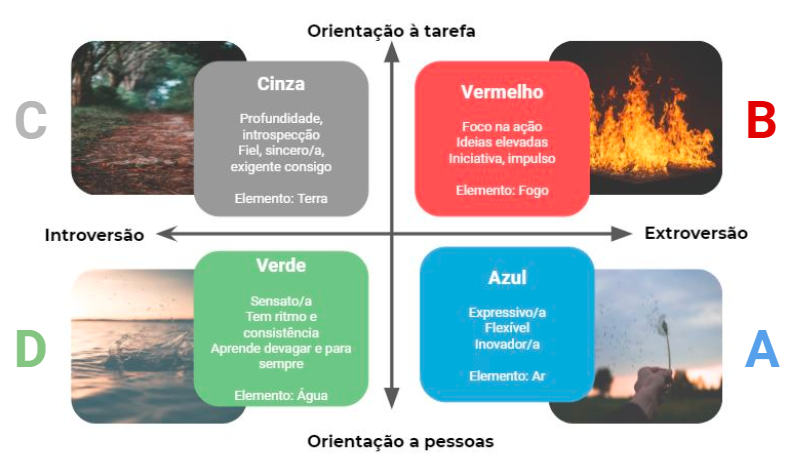 Orientação à tarefa
C
Cinza
Profundidade,
introspecção
Fiel, sincero/a,
exigente consigo
Elemento: Terra
Vermelho
Foco na ação
Ideias elevadas
Iniciativa, impulso
Elemento: Fogo
B
Introversão
Extroversão
D
Verde
Sensato/a
Tem ritmo e
consistência
Aprende devagar e para
sempre
Elemento: Água
Azul
Expressivo/a
Flexível
Inovador/a
Elemento: Ar
A
Orientação a pessoas